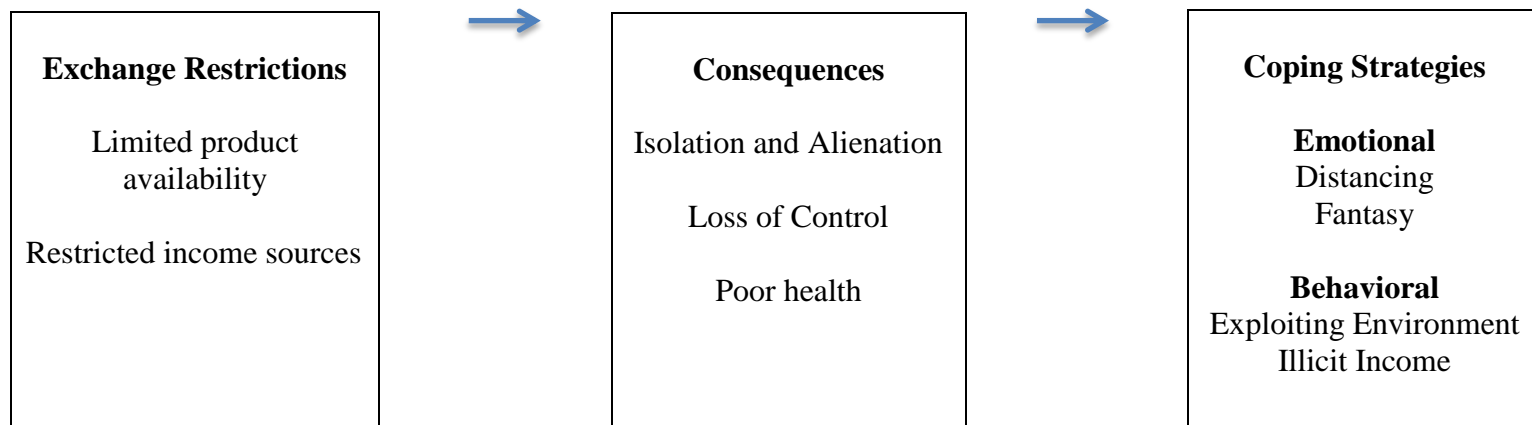 Exchange Restrictions
Limited product
availability
Restricted income sources
Consequences
Isolation and Alienation
Loss of Control
Poor health
Coping Strategies
Emotional
Distancing
Fantasy
Behavioral
Exploiting Environment
Illicit Income